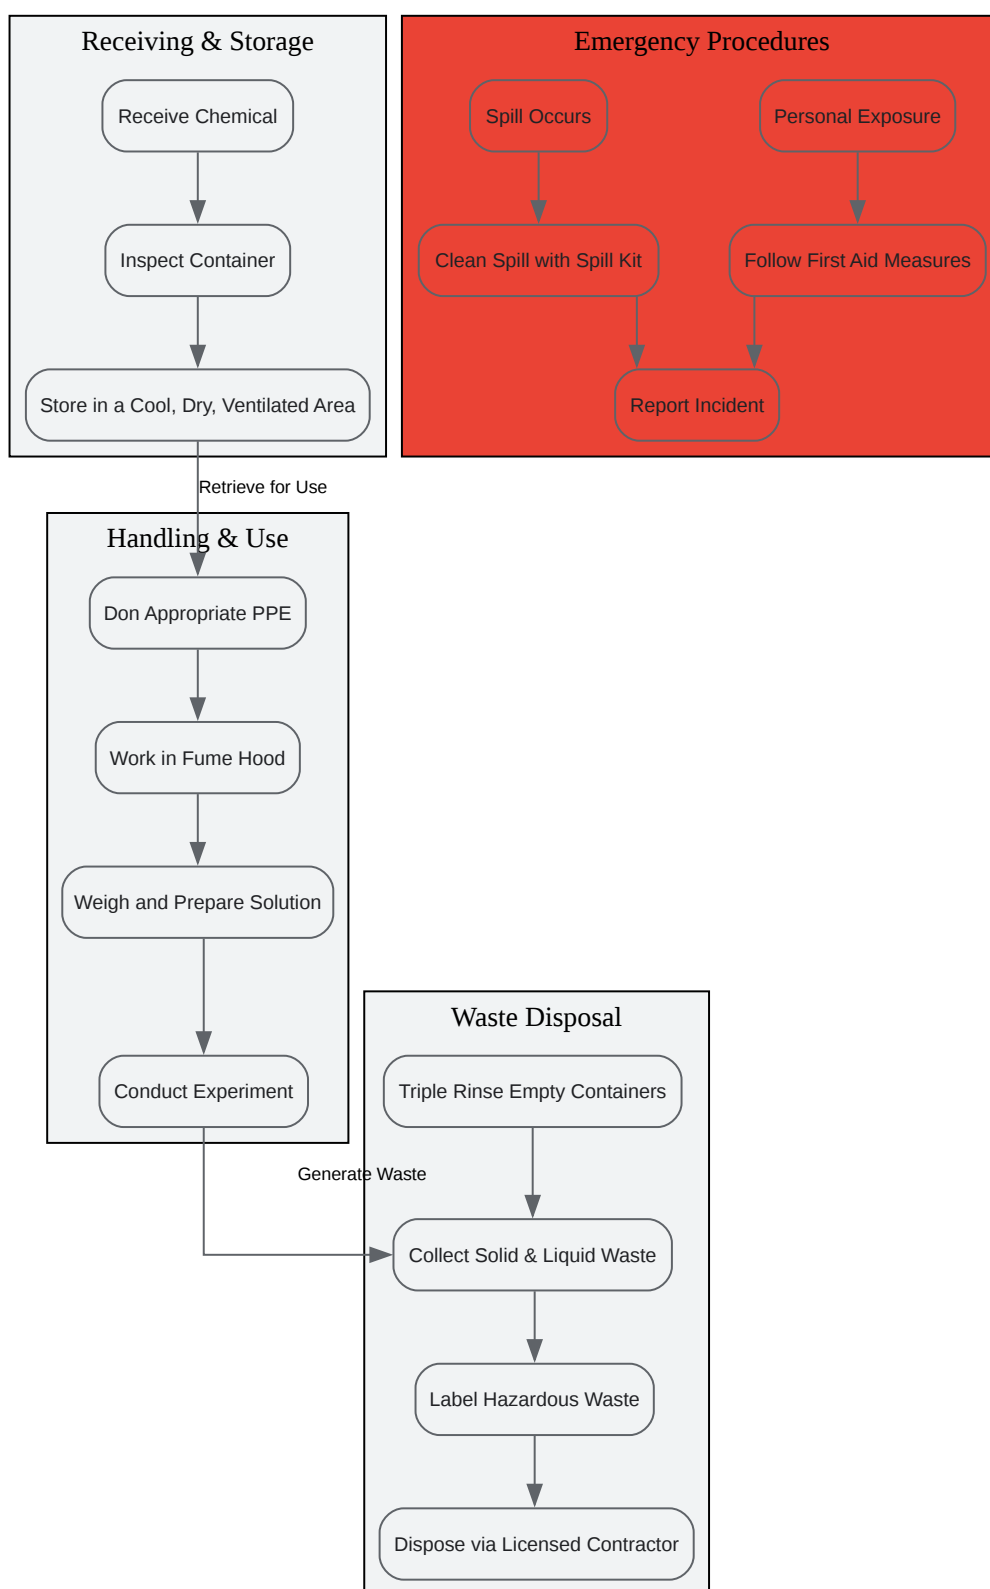 Receiving & Storage
Receive Chemical
Inspect Container
Store in a Cool, Dry, Ventilated Area
Emergency Procedures
Spill Occurs
Personal Exposure
Clean Spill with Spill Kit
Follow First Aid Measures
Report Incident
Retrieve for Use
Handling & Use
Don Appropriate PPE
Work in Fume Hood
Weigh and Prepare Solution
Conduct Experiment
Generate Waste
Waste Disposal
Triple Rinse Empty Containers
Collect Solid & Liquid Waste
Label Hazardous Waste
Dispose via Licensed Contractor